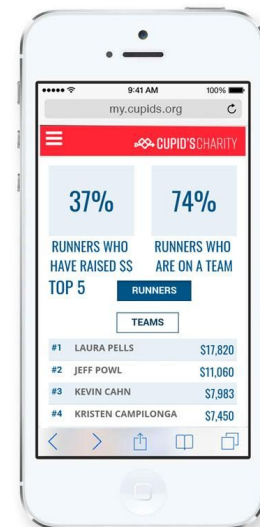 9:41 AM 100%
my.cupids.org
CUPID'SCHARITY
37% 74%
RUNNERS WHO HAVE RAISED $$
RUNNERS WHO ARE ON A TEAM
TOP 5 RUNNERS
TEAMS
#1 LAURA PELLS $17,820
#2 JEFF POWL $11,060
#3 KEVIN CAHN $7,983
#4 KRISTEN CAMPILONGA $7,450